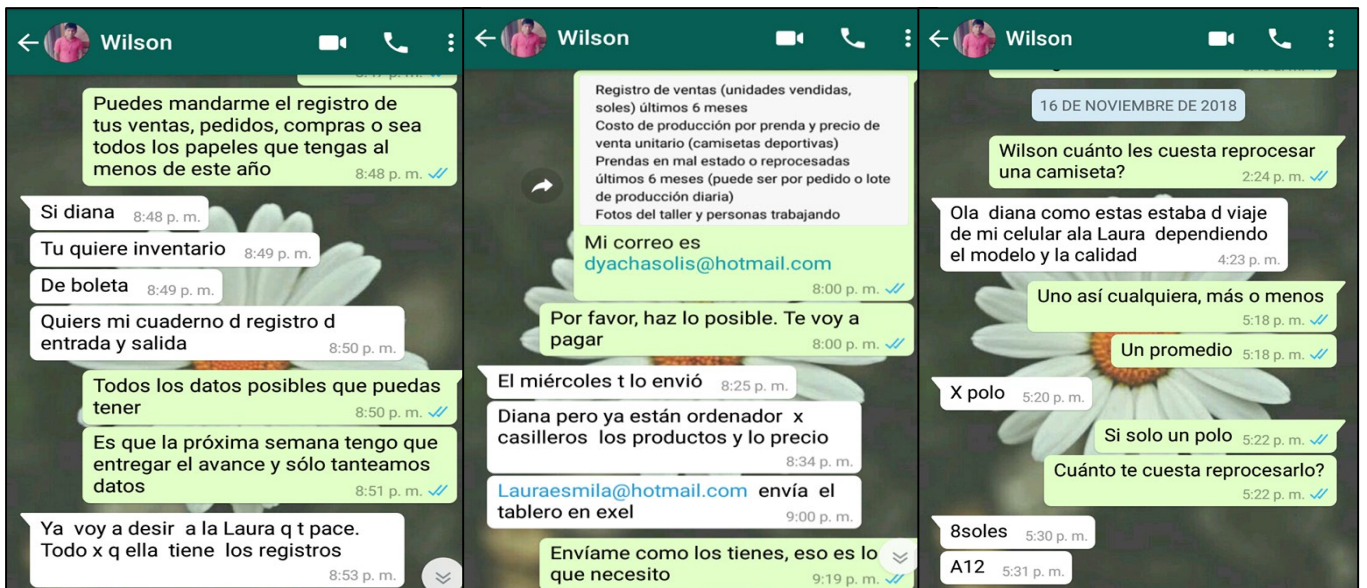 Wilson
Puedes mandarme el registro de
tus ventas, pedidos, compras o sea
todos los papeles que tengas al
menos de este año
8:48 p. m.
Si diana 8:48 p. m.
Tu quiere inventario 8:49 p. m.
De boleta 8:49 p. m.
Quiers mi cuaderno d registro d
entrada y salida 8:50 p. m.
Todos los datos posibles que puedas
tener 8:50 p. m.
Es que la próxima semana tengo que
entregar el avance y sólo tanteamos
datos 8:51 p. m.
Ya voy a desir a la Laura q t pace.
Todo x q ella tiene los registros
8:53 p. m.
Wilson
Registro de ventas (unidades vendidas,
soles) últimos 6 meses
Costo de producción por prenda y precio de
venta unitario (camisetas deportivas)
Prendas en mal estado o reprocesadas
últimos 6 meses (puede ser por pedido o lote
de producción diaria)
Fotos del taller y personas trabajando
Mi correo es
dyachasolis@hotmail.com
8:00 p. m.
Por favor, haz lo posible. Te voy a
pagar 8:00 p. m.
El miércoles t lo envió 8:25 p. m.
Diana pero ya están ordenador x
casilleros los productos y lo precio
8:34 p. m.
Lauraesmila@hotmail.com envía el
tablero en exel 9:00 p. m.
Envíame como los tienes, eso es lo
que necesito 9:19 p. m.
Wilson
16 DE NOVIEMBRE DE 2018
Wilson cuánto les cuesta reprocesar
una camiseta? 2:24 p. m.
Ola diana como estas estaba d viaje
de mi celular ala Laura dependiendo
el modelo y la calidad 4:23 p. m.
Uno así cualquiera, más o menos
5:18 p. m.
Un promedio 5:18 p. m.
X polo 5:20 p. m.
Si solo un polo 5:22 p. m.
Cuánto te cuesta reprocesarlo?
5:22 p. m.
8soles 5:30 p. m.
A12 5:31 p. m.